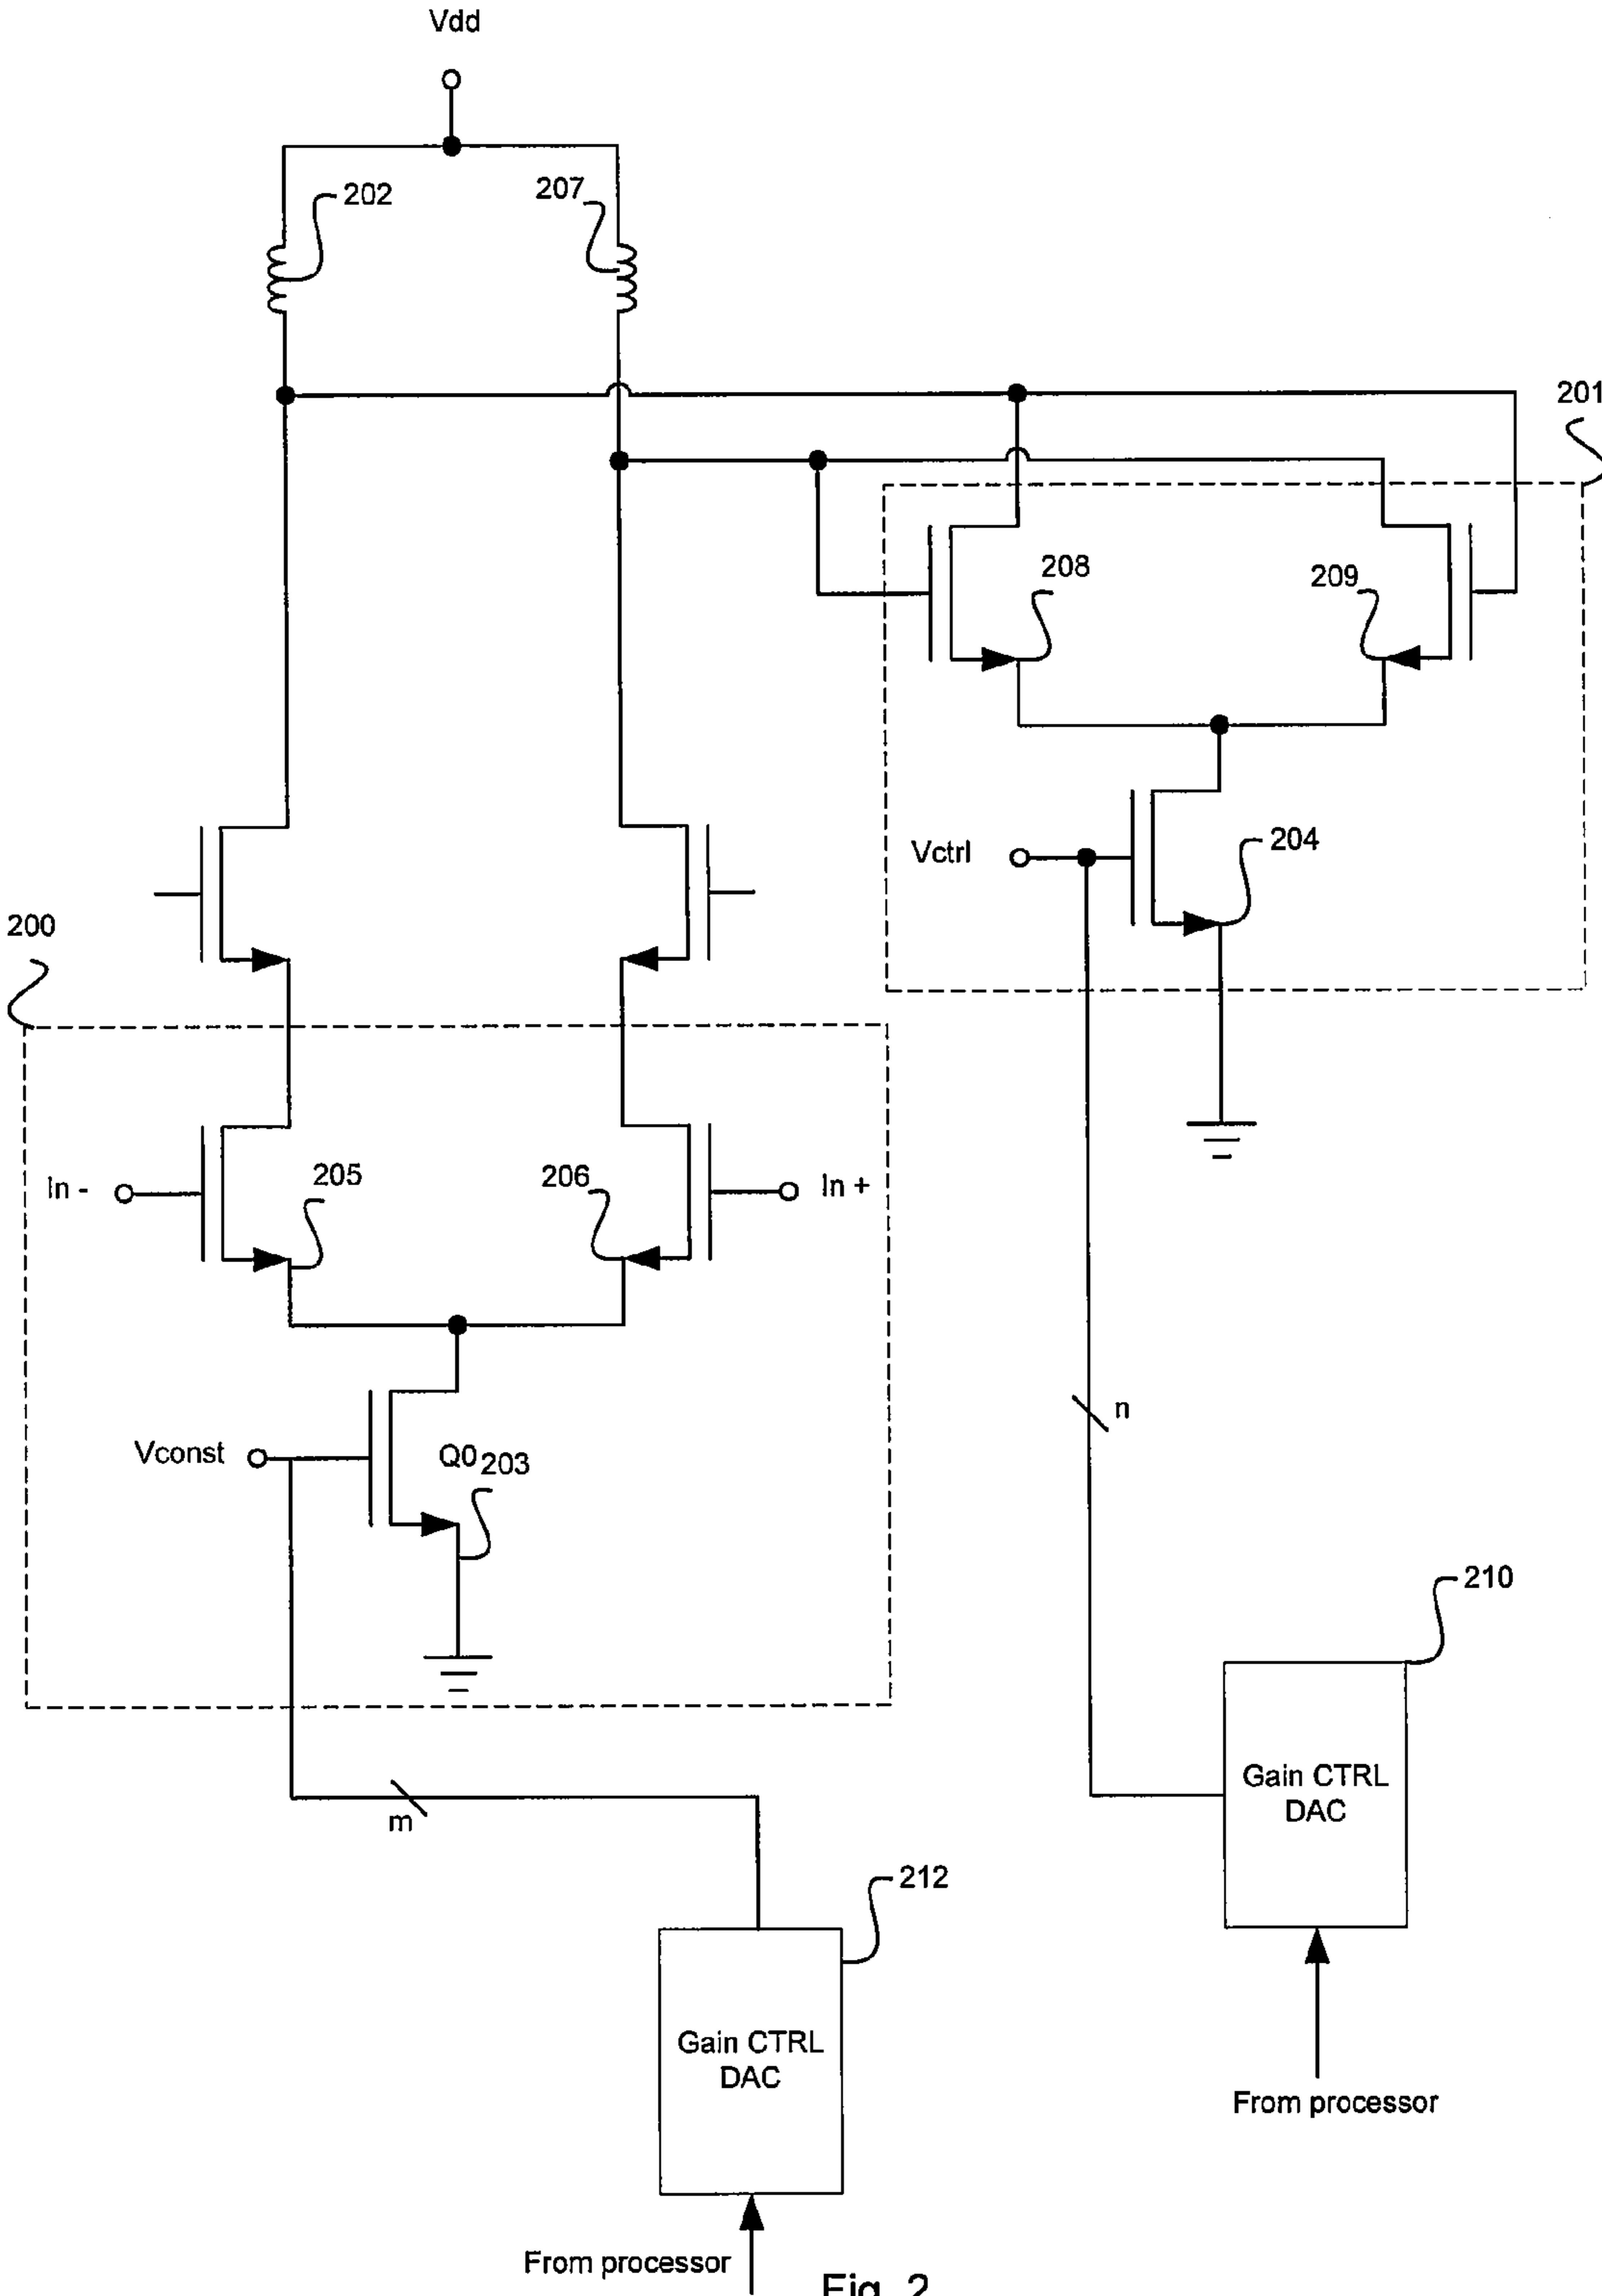 Vdd
202
207
201
208
209
Vctrl
204
200
In -
205
206
In +
Vconst
Q0
203
n
210
Gain CTRL
DAC
m
212
Gain CTRL
DAC
From processor
From processor
Fig. 2